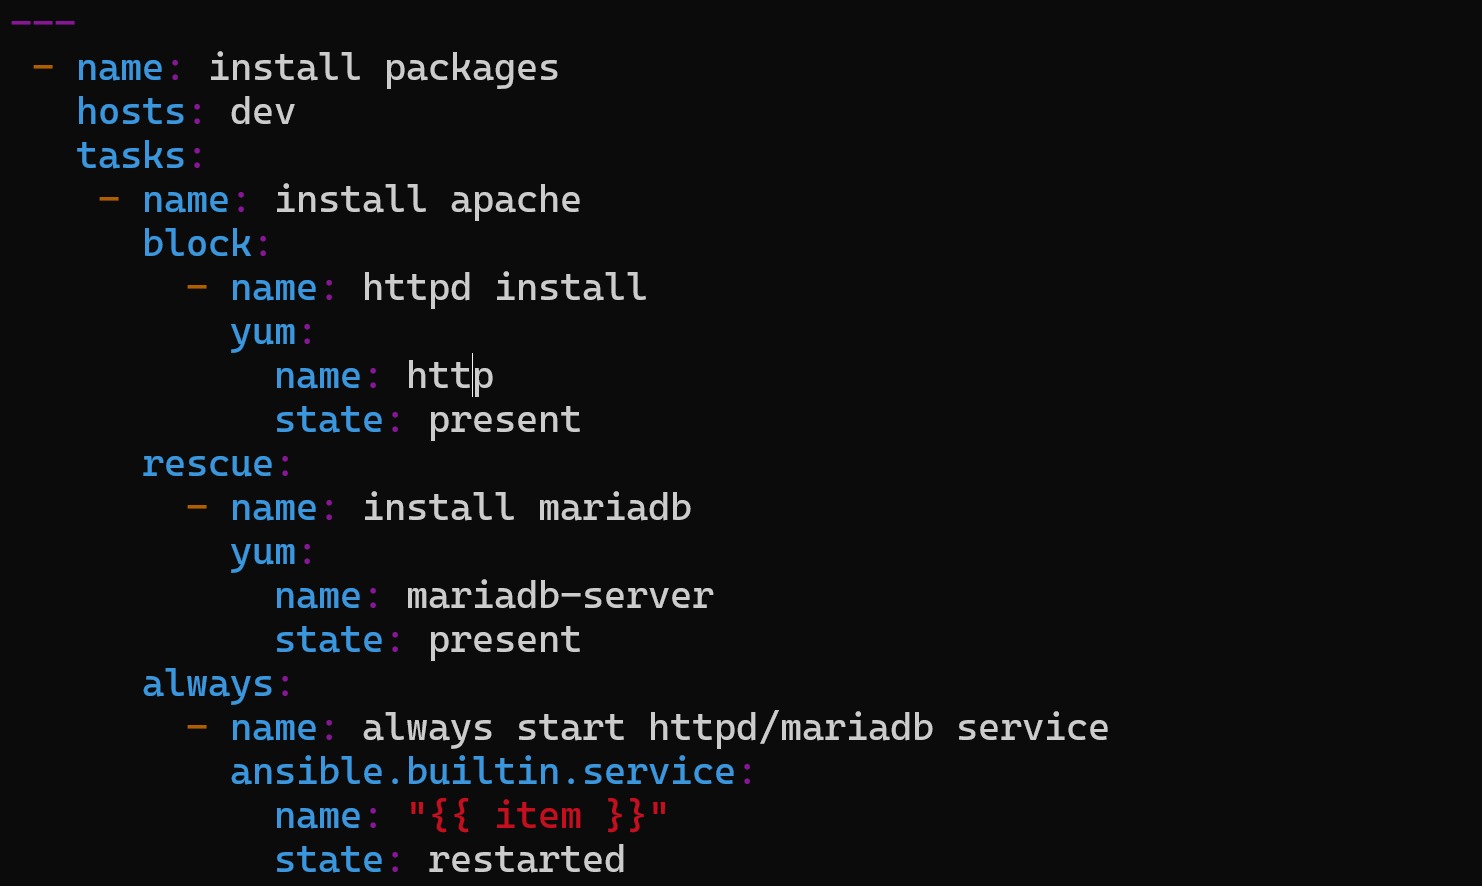 ---
 - name: install packages
   hosts: dev
   tasks:
    - name: install apache
      block:
        - name: httpd install
          yum:
            name: http
            state: present
      rescue:
        - name: install mariadb
          yum:
            name: mariadb-server
            state: present
      always:
        - name: always start httpd/mariadb service
          ansible.builtin.service:
            name: "{{ item }}"
            state: restarted